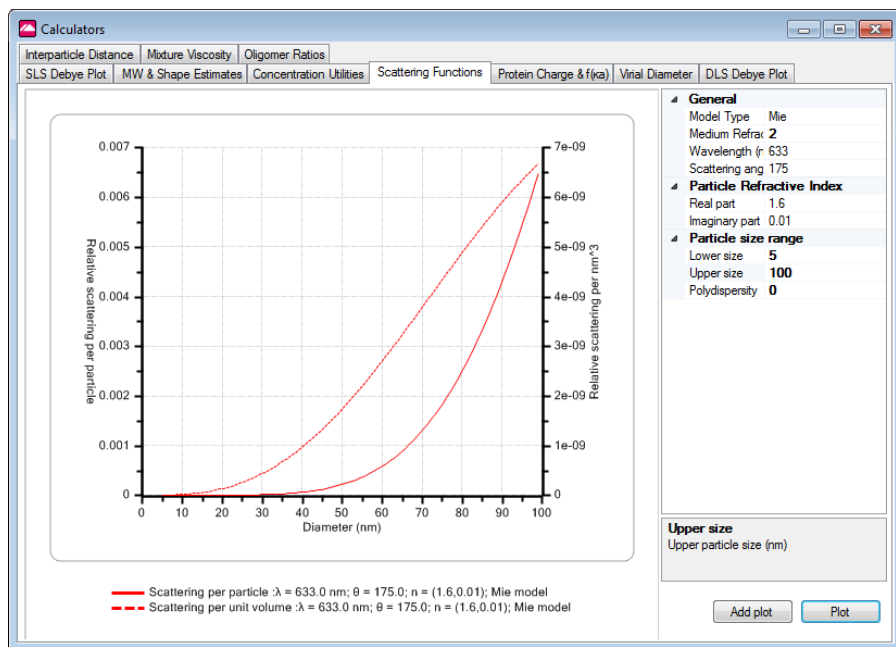 Calculators
Interparticle Distance Mixture Viscosity Oligomer Ratios
SLS Debye Plot MW & Shape Estimates Concentration Utilities Scattering Functions Protein Charge & f(κa) Virial Diameter DLS Debye Plot
0.007
0.006
0.005
0.004
0.003
0.002
0.001
0
Relative scattering per particle
7e-09
6e-09
5e-09
4e-09
3e-09
2e-09
1e-09
0
Relative scattering per nm^3
0 10 20 30 40 50 60 70 80 90 100
Diameter (nm)
Scattering per particle :λ = 633.0 nm; θ = 175.0; n = (1.6,0.01); Mie model
Scattering per unit volume :λ = 633.0 nm; θ = 175.0; n = (1.6,0.01); Mie model
General
Model Type Mie
Medium Refrac 2
Wavelength (n 633
Scattering ang 175
Particle Refractive Index
Real part 1.6
Imaginary part 0.01
Particle size range
Lower size 5
Upper size 100
Polydispersity 0
Upper size
Upper particle size (nm)
Add plot Plot